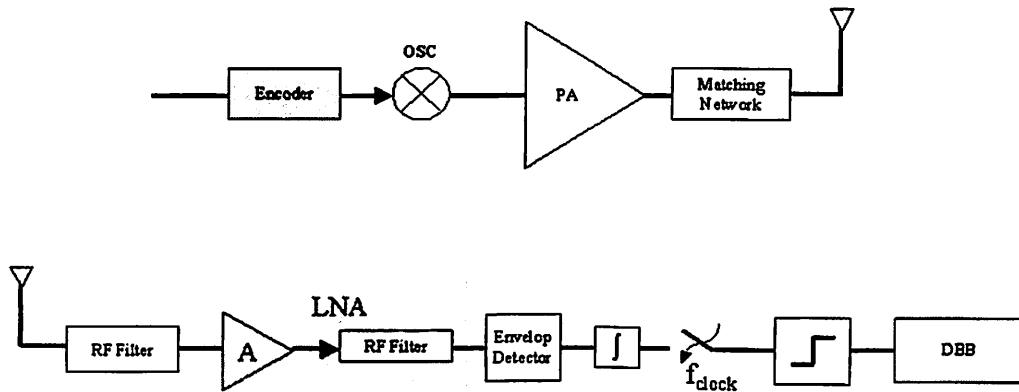 OSC
Encoder
PA
Matching
Network
LNA
RF Filter
A
RF Filter
Envelop
Detector
∫
f_clock
DBB